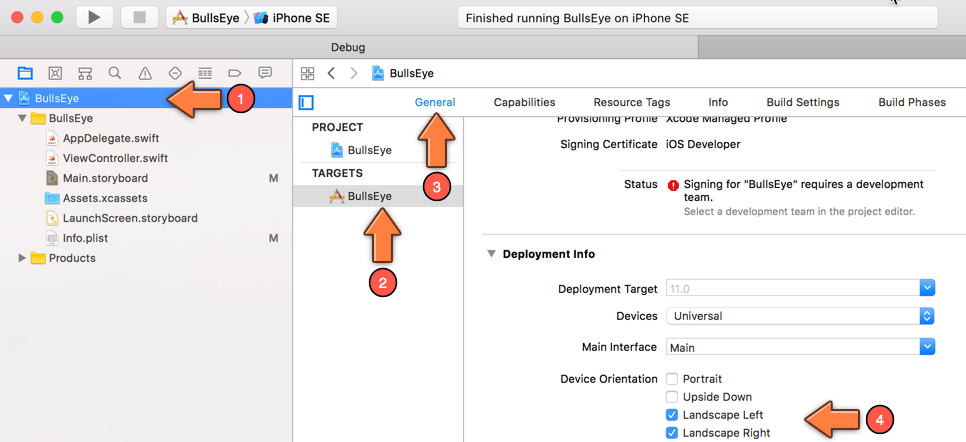 BullsEye
iPhone SE
Finished running BullsEye on iPhone SE
Debug
BullsEye
BullsEye
1
BullsEye
AppDelegate.swift
ViewController.swift
Main.storyboard M
Assets.xcassets
LaunchScreen.storyboard
Info.plist M
Products
General
Capabilities
Resource Tags
Info
Build Settings
Build Phases
3
PROJECT
BullsEye
TARGETS
BullsEye
2
Provisioning Profile Xcode Managed Profile
Signing Certificate iOS Developer
Status Signing for "BullsEye" requires a development
team.
Select a development team in the project editor.
Deployment Info
Deployment Target 11.0
Devices Universal
Main Interface Main
Device Orientation Portrait
Upside Down
Landscape Left
Landscape Right
4